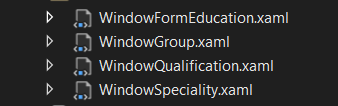 WindowFormEducation.xaml
WindowGroup.xaml
WindowQualification.xaml
WindowSpeciality.xaml